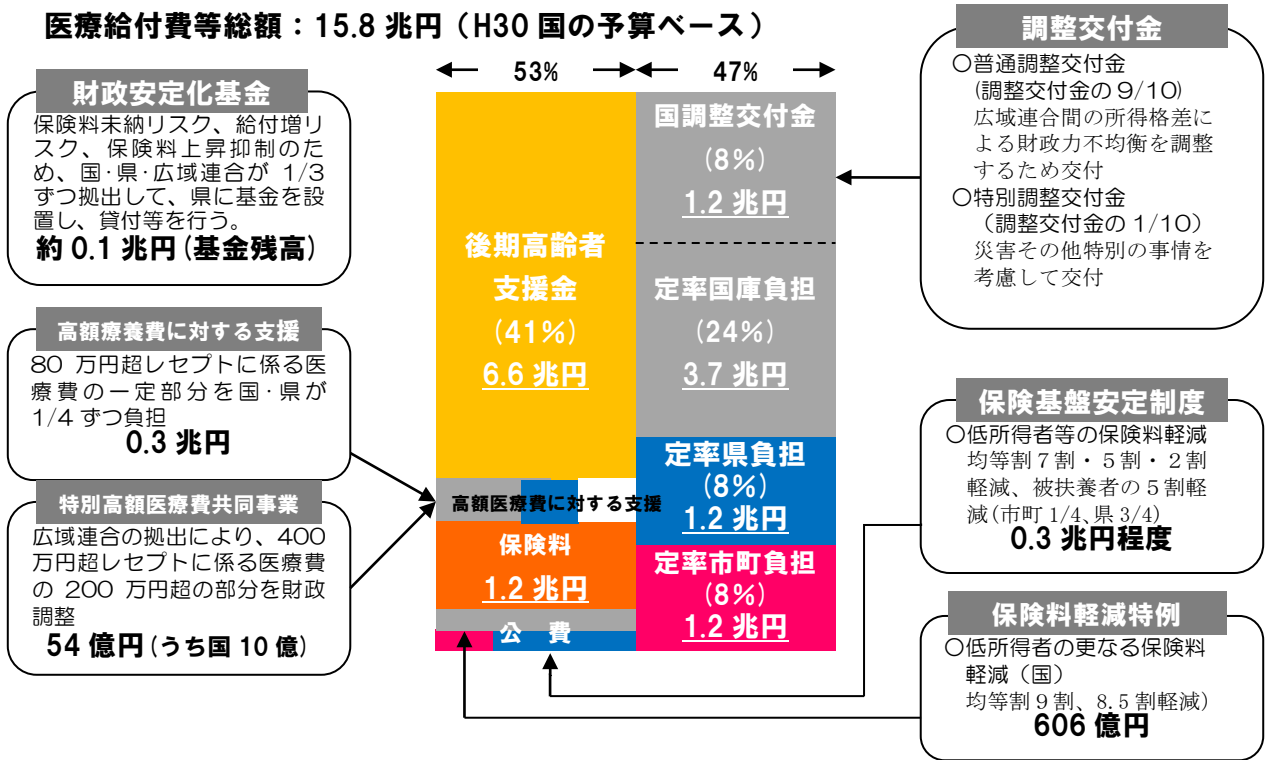 医療給付費等総額：15.8 兆円（H30 国の予算ベース）
財政安定化基金
保険料未納リスク、給付増リ
スク、保険料上昇抑制のた
め、国･県･広域連合が 1/3
ずつ拠出して、県に基金を設
置し、貸付等を行う。
約 0.1 兆円(基金残高)
高額療養費に対する支援
80 万円超レセプトに係る医
療費の一定部分を国･県が
1/4 ずつ負担
0.3 兆円
特別高額医療費共同事業
広域連合の拠出により、400
万円超レセプトに係る医療費
の 200 万円超の部分を財政
調整
54 億円(うち国 10 億)
53%
47%
後期高齢者
支援金
(41%)
6.6 兆円
高額医療費に対する支援
保険料
1.2 兆円
公　費
国調整交付金
(8%)
1.2 兆円
定率国庫負担
(24%)
3.7 兆円
定率県負担
(8%)
1.2 兆円
定率市町負担
(8%)
1.2 兆円
調整交付金
○普通調整交付金
(調整交付金の 9/10)
広域連合間の所得格差に
よる財政力不均衡を調整
するため交付
○特別調整交付金
（調整交付金の 1/10）
災害その他特別の事情を
考慮して交付
保険基盤安定制度
○低所得者等の保険料軽減
均等割７割・５割・２割
軽減、被扶養者の５割軽
減(市町 1/4、県 3/4)
0.3 兆円程度
保険料軽減特例
○低所得者の更なる保険料
軽減（国）
均等割９割、8.5 割軽減)
606 億円